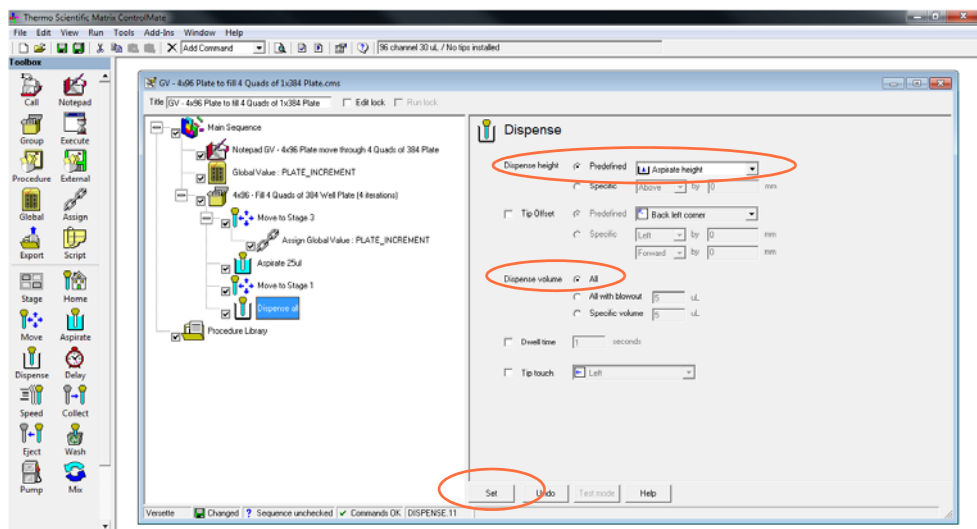 Thermo Scientific Matrix ControlMate
File Edit View Run Tools Add-Ins Window Help
Add Command 96 channel 30 uL / No tips installed
Toolbox
Call Notepad
Group Execute
Procedure External
Global Assign
Export Script
Stage Home
Move Aspirate
Dispense Delay
Speed Collect
Eject Wash
Pump Mix
GV - 4x96 Plate to fill 4 Quads of 1x384 Plate.cms
Title GV - 4x96 Plate to fill 4 Quads of 1x384 Plate Edit lock Run lock
Main Sequence
Notepad GV - 4x96 Plate move through 4 Quads of 384 Plate
Global Value : PLATE_INCREMENT
4x96 - Fill 4 Quads of 384 Well Plate (4 iterations)
Move to Stage 3
Assign Global Value : PLATE_INCREMENT
Aspirate 25ul
Move to Stage 1
Dispense all
Procedure Library
Dispense
Dispense height Predefined Aspirate height
Specific Above by 0 mm
Tip Offset Predefined Back left corner
Specific Left by 0 mm
Forward by 0 mm
Dispense volume All
All with blowout 5 uL
Specific volume 5 uL
Dwell time 1 seconds
Tip touch Left
Set Undo Test mode Help
Versette Changed ? Sequence unchecked Commands OK DISPENSE.11